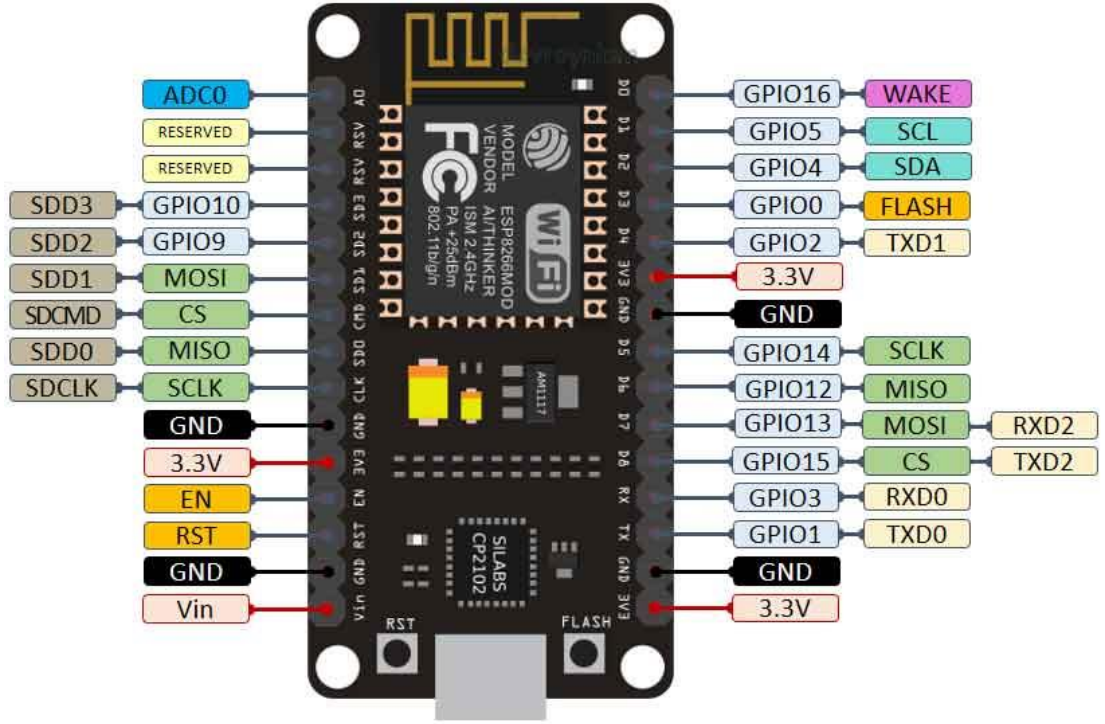 ADC0 A0 D0 GPIO16 WAKE
RESERVED RSV D1 GPIO5 SCL
RESERVED RSV D2 GPIO4 SDA
SDD3 GPIO10 SD3 D3 GPIO0 FLASH
SDD2 GPIO9 SD2 D4 GPIO2 TXD1
SDD1 MOSI SD1 3V3 3.3V
SDCMD CS CMD GND GND
SDD0 MISO SD0 D5 GPIO14 SCLK
SDCLK SCLK CLK D6 GPIO12 MISO
GND GND D7 GPIO13 MOSI RXD2
3.3V 3V3 D8 GPIO15 CS TXD2
EN EN RX GPIO3 RXD0
RST RST TX GPIO1 TXD0
GND GND GND GND
Vin Vin 3V3 3.3V
FC
MODEL
VENDOR
WiFi
ESP8266MOD
AI/THINKER
ISM 2.4GHz
PA +25dBm
802.11b/g/n
AM1117
SILABS
CP2102
RST
FLASH